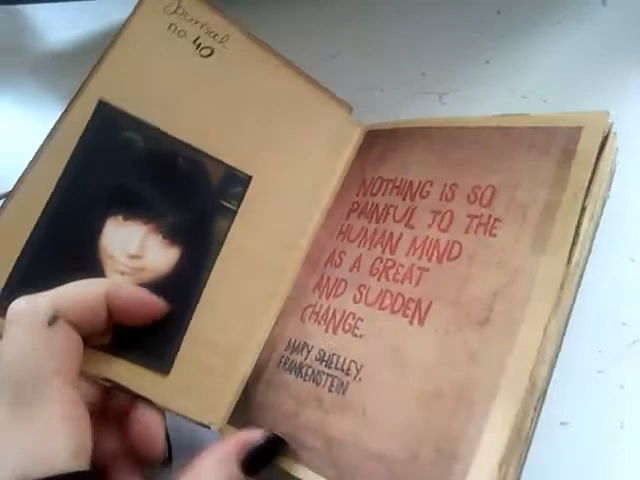 Journal
no. 40
NOTHING IS SO
PAINFUL TO THE
HUMAN MIND
AS A GREAT
AND SUDDEN
CHANGE.
MARY SHELLEY,
FRANKENSTEIN